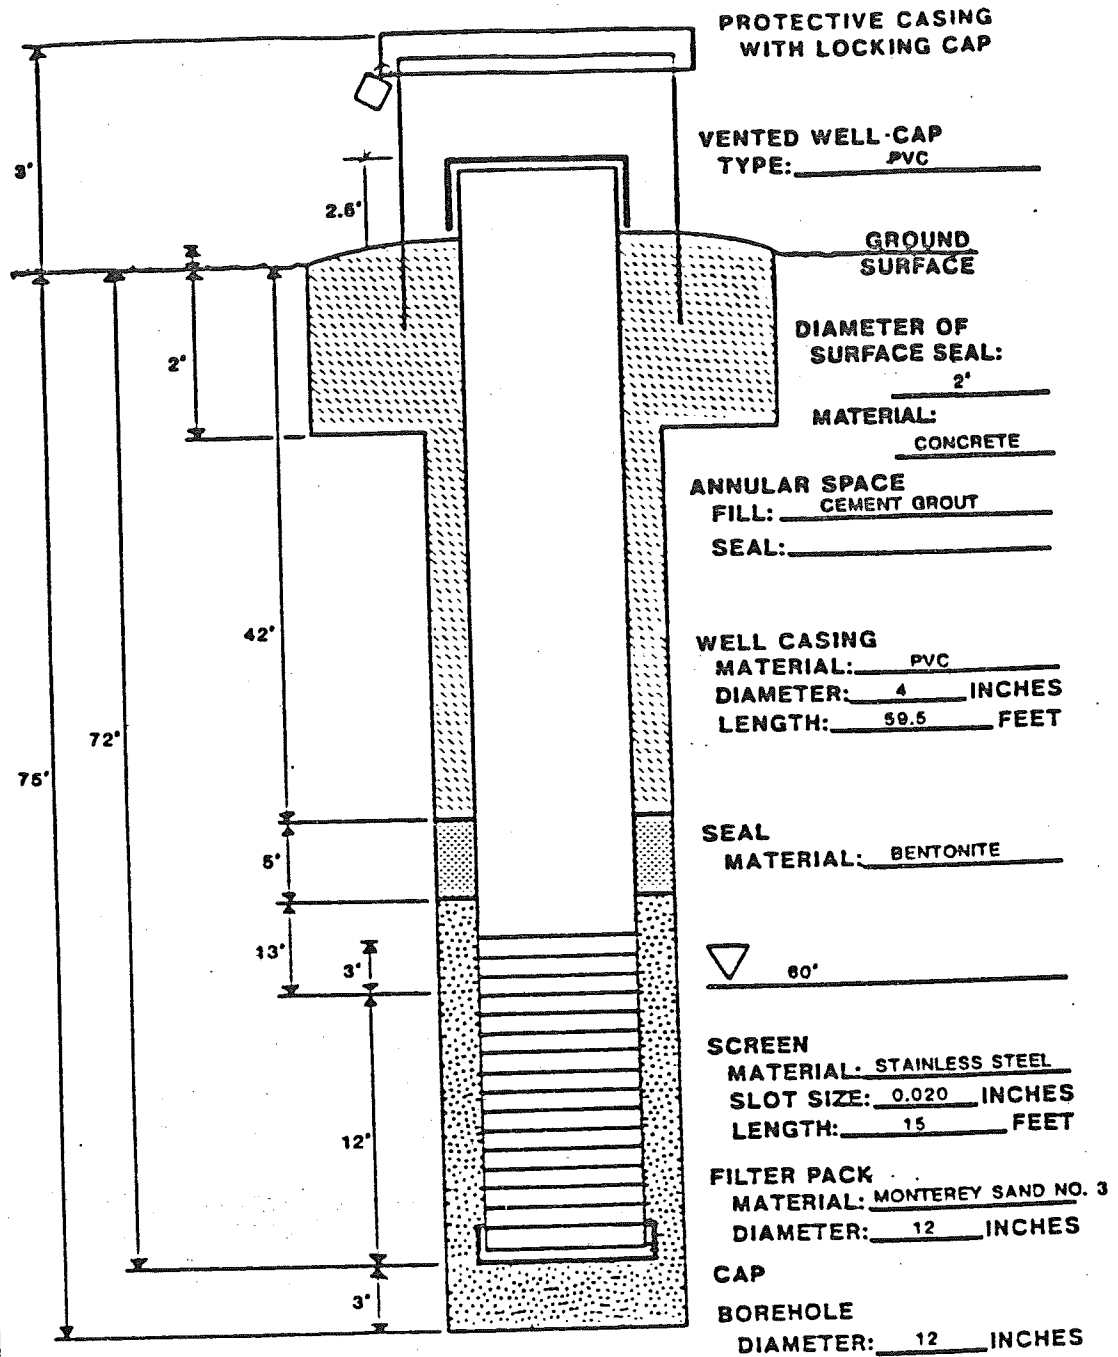 PROTECTIVE CASING
WITH LOCKING CAP
3'
VENTED WELL-CAP
TYPE: PVC
2.6'
GROUND
SURFACE
DIAMETER OF
SURFACE SEAL:
2'
2'
MATERIAL:
CONCRETE
ANNULAR SPACE
FILL: CEMENT GROUT
SEAL:
42'
WELL CASING
MATERIAL: PVC
DIAMETER: 4 INCHES
LENGTH: 59.5 FEET
72'
75'
SEAL
MATERIAL: BENTONITE
5'
13'
3'
60'
SCREEN
MATERIAL: STAINLESS STEEL
SLOT SIZE: 0.020 INCHES
LENGTH: 15 FEET
12'
FILTER PACK
MATERIAL: MONTEREY SAND NO. 3
DIAMETER: 12 INCHES
CAP
3'
BOREHOLE
DIAMETER: 12 INCHES